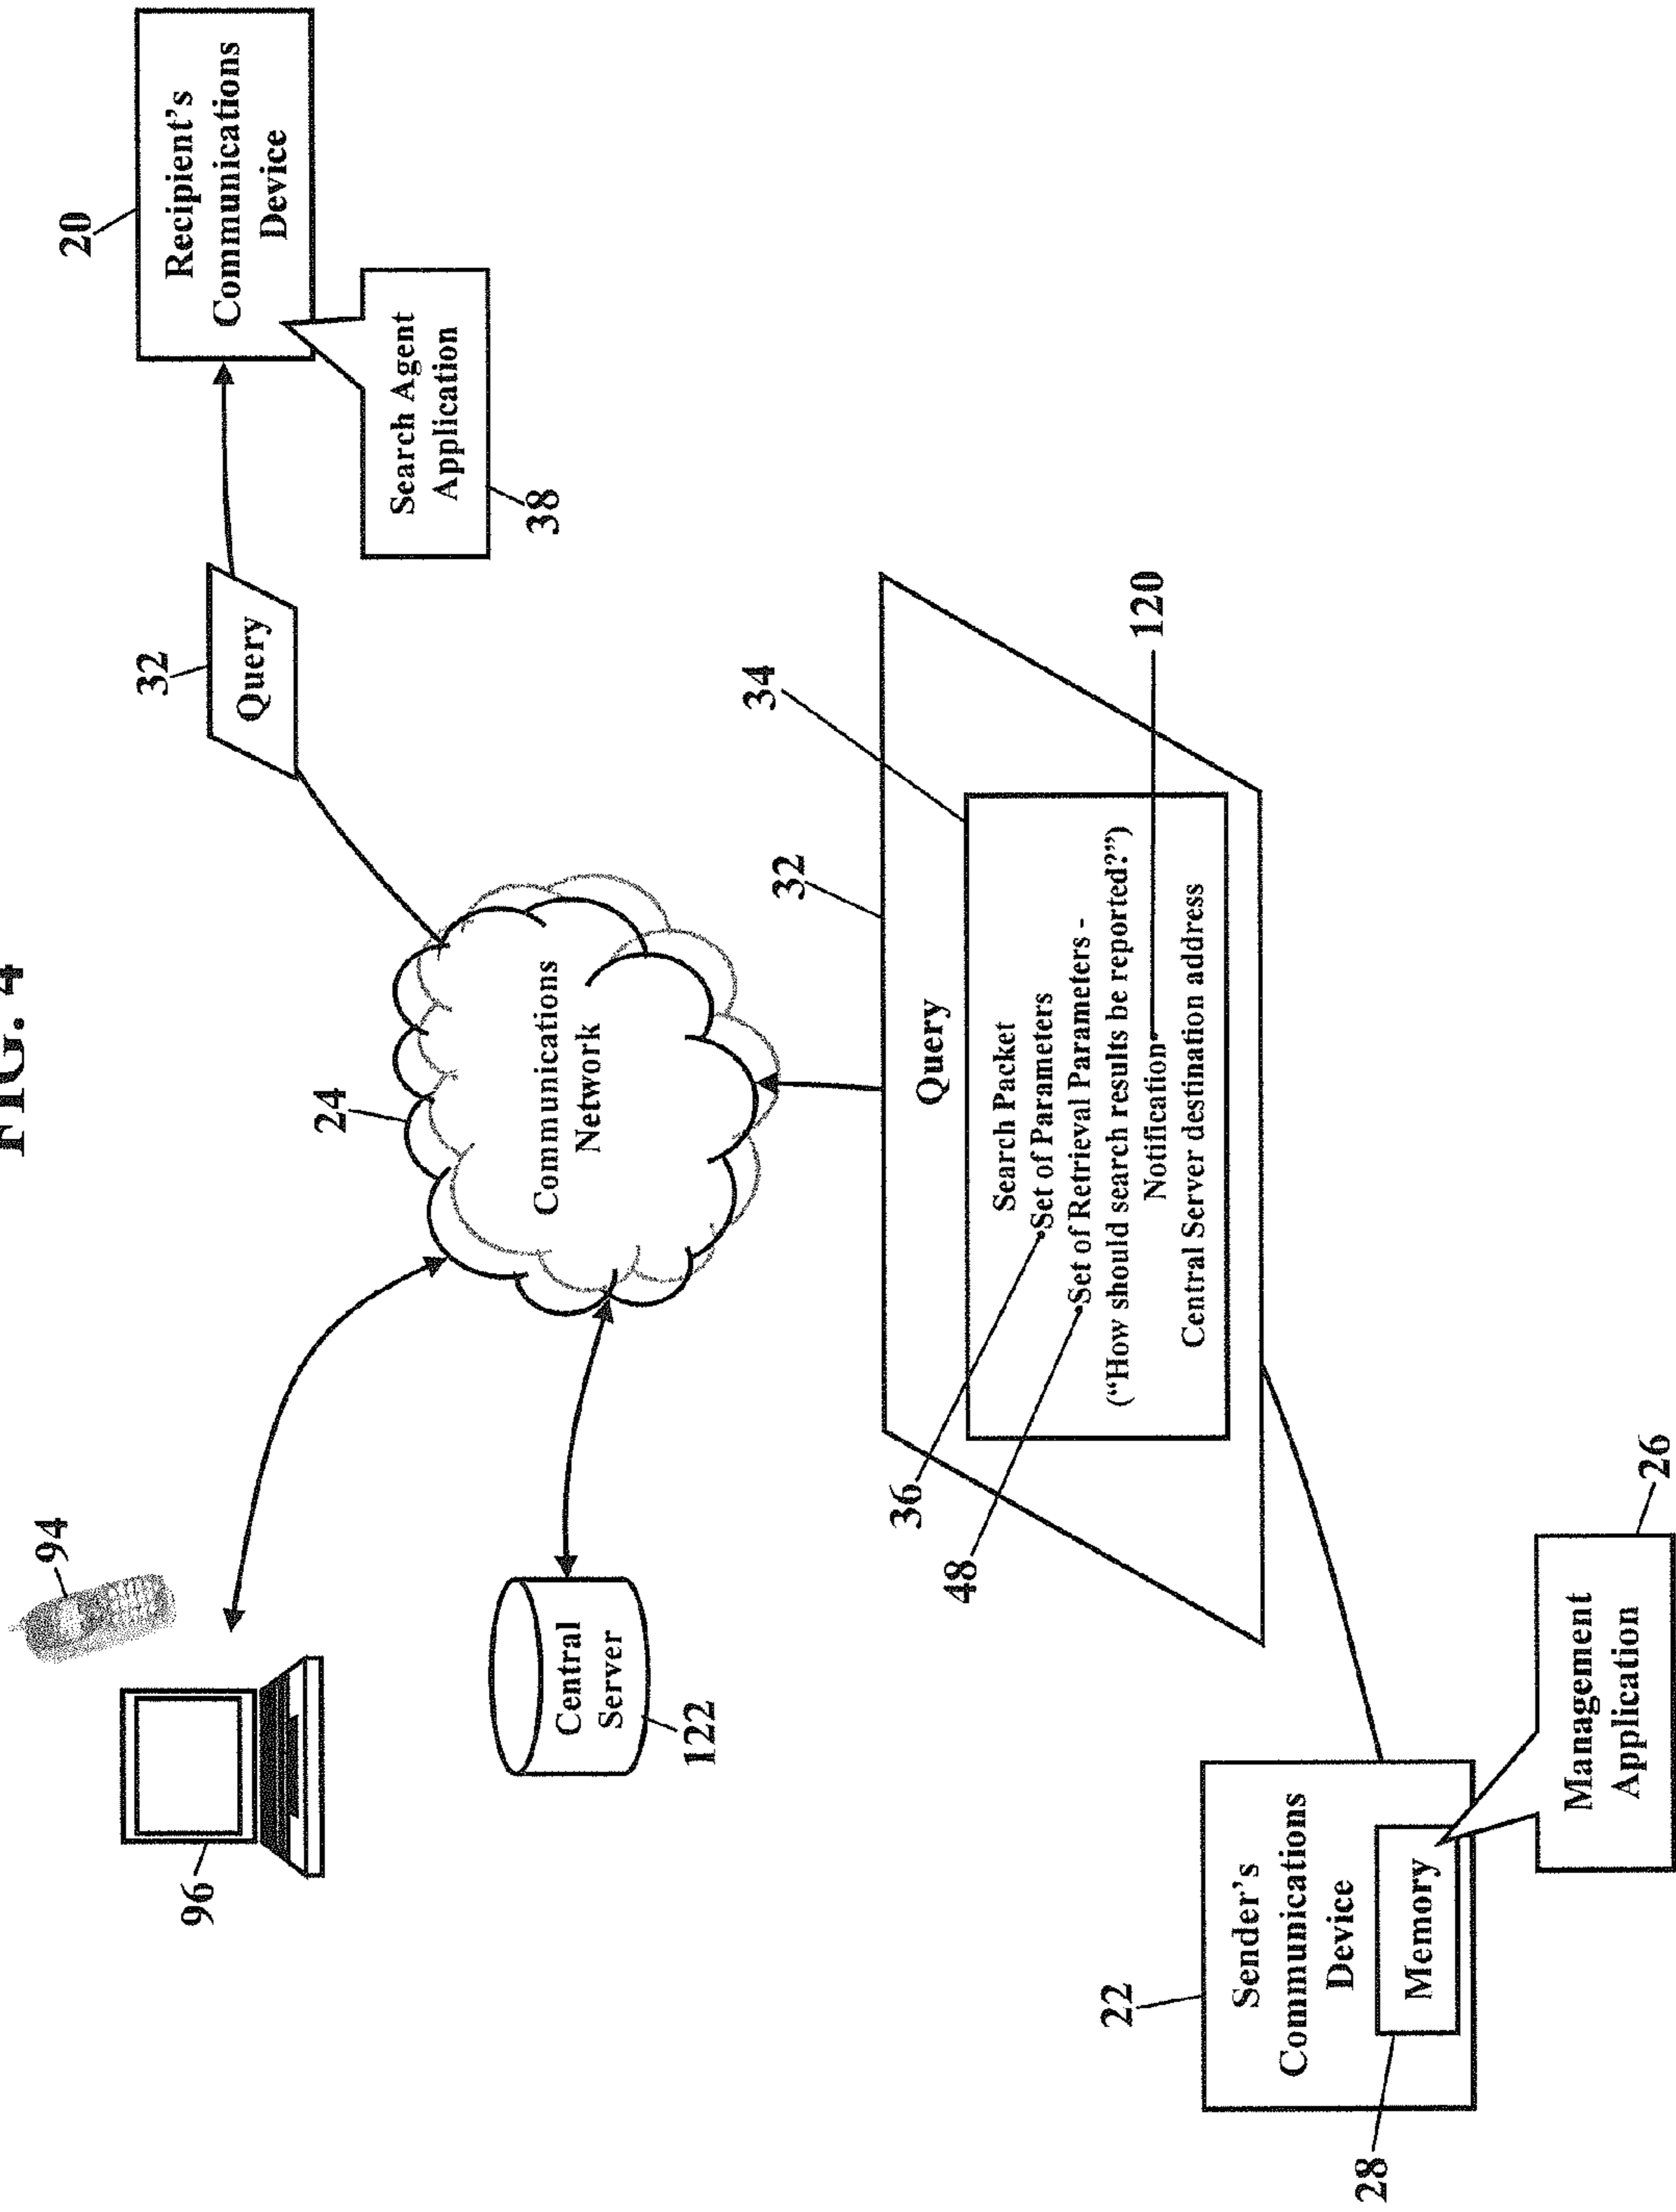 FIG. 4
94
96
20
Recipient's
Communications
Device
32
Query
24
Communications
Network
Search Agent
Application
38
Central
Server
122
32
34
Query
Search Packet
•Set of Parameters
•Set of Retrieval Parameters -
("How should search results be reported?")
Notification
Central Server destination address
36
48
120
22
Sender's
Communications
Device
Memory
28
Management
Application
26